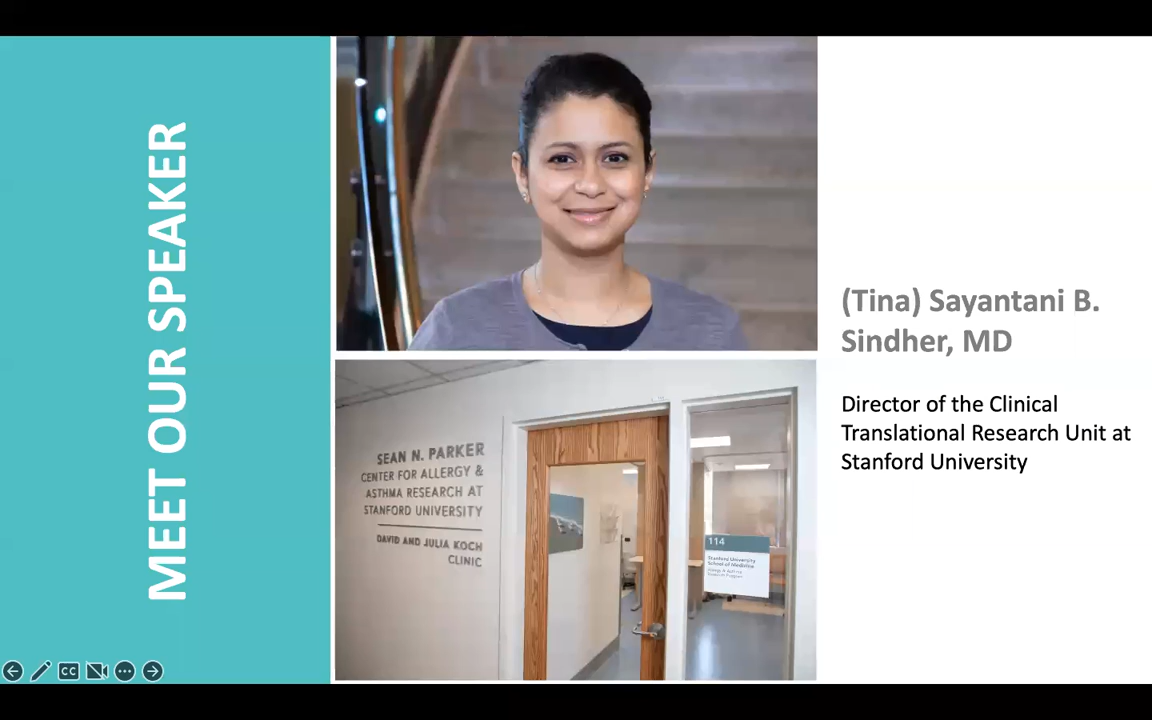 MEET OUR SPEAKER
(Tina) Sayantani B.
Sindher, MD
Director of the Clinical
Translational Research Unit at
Stanford University
SEAN N. PARKER
CENTER FOR ALLERGY &
ASTHMA RESEARCH AT
STANFORD UNIVERSITY
DAVID AND JULIA KOCH
CLINIC
114
Stanford University
School of Medicine
CC